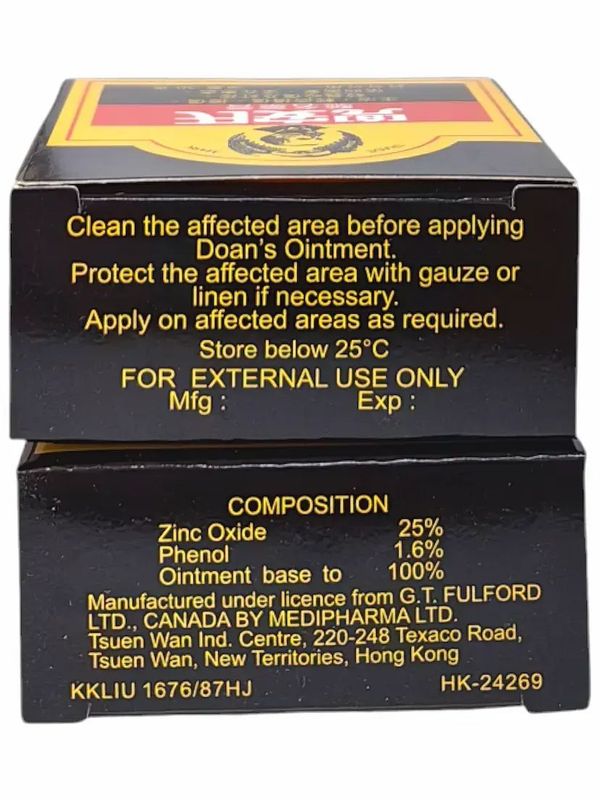 Clean the affected area before applying
Doan's Ointment.
Protect the affected area with gauze or
linen if necessary.
Apply on affected areas as required.
Store below 25°C
FOR EXTERNAL USE ONLY
Mfg : Exp :
COMPOSITION
Zinc Oxide 25%
Phenol 1.6%
Ointment base to 100%
Manufactured under licence from G.T. FULFORD
LTD., CANADA BY MEDIPHARMA LTD.
Tsuen Wan Ind. Centre, 220-248 Texaco Road,
Tsuen Wan, New Territories, Hong Kong
KKLIU 1676/87HJ HK-24269